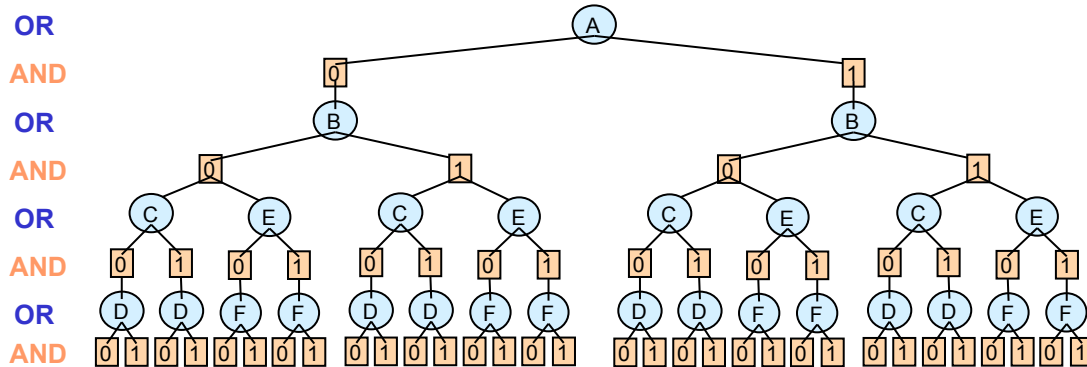 OR A
AND 0 1
OR B B
AND 0 1 0 1
OR C E C E C E C E
AND 0 1 0 1 0 1 0 1 0 1 0 1 0 1 0 1
OR D D F F D D F F D D F F D D F F
AND 0 1 0 1 0 1 0 1 0 1 0 1 0 1 0 1 0 1 0 1 0 1 0 1 0 1 0 1 0 1 0 1